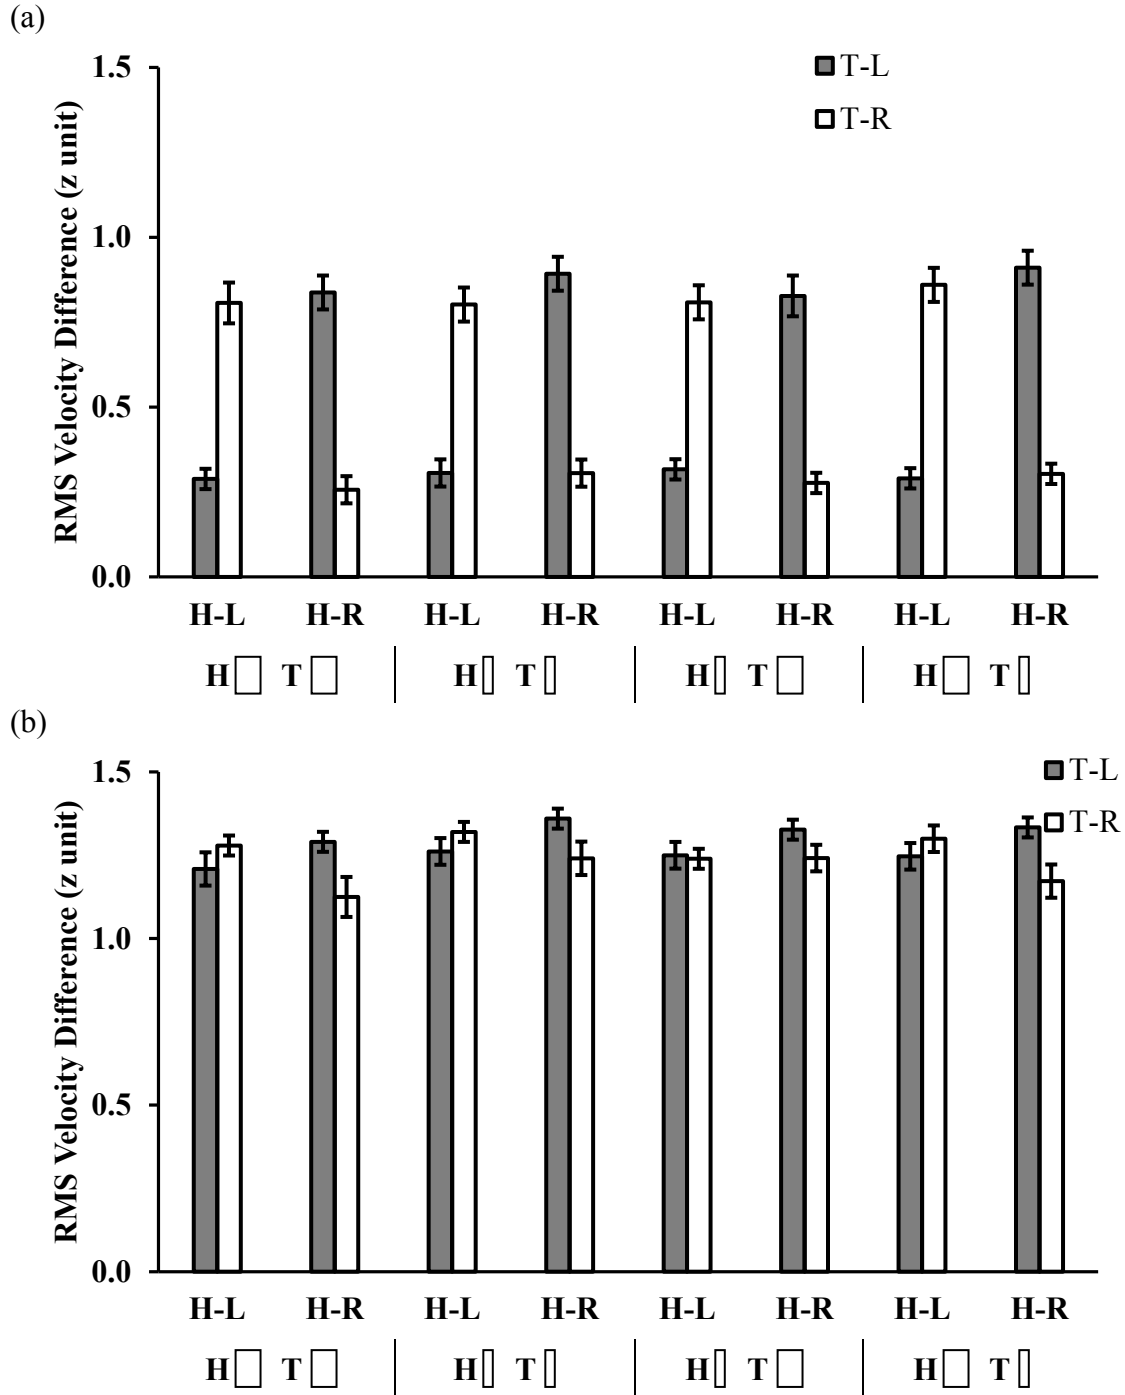 (a)
RMS Velocity Difference (z unit)
1.5
1.0
0.5
0.0
T-L
T-R
H-L H-R H-L H-R H-L H-R H-L H-R
H T H T H T H T
(b)
RMS Velocity Difference (z unit)
1.5
1.0
0.5
0.0
T-L
T-R
H-L H-R H-L H-R H-L H-R H-L H-R
H T H T H T H T